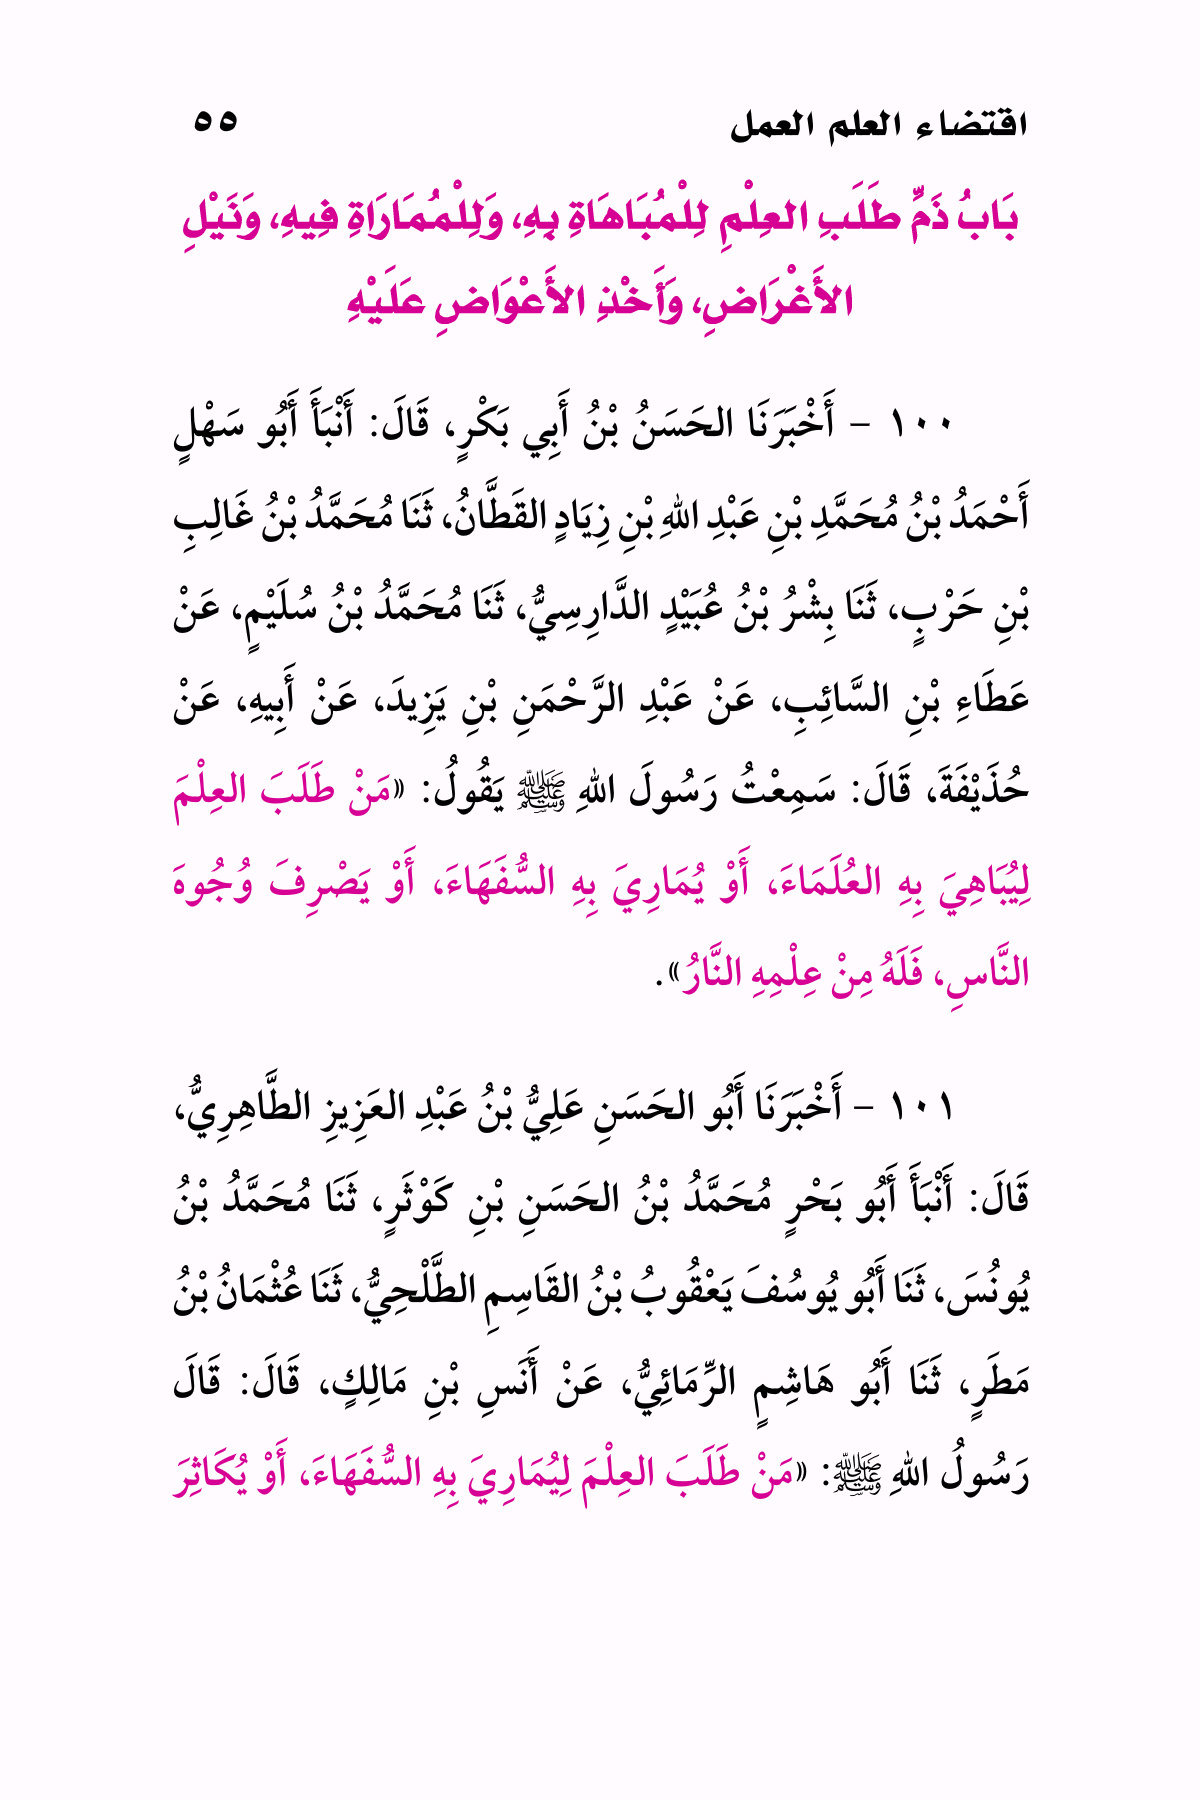 اقتضاء العلم العمل ٥٥
بَابُ ذَمِّ طَلَبِ العِلْمِ لِلْمُبَاهَاةِ بِهِ، وَلِلْمُمَارَاةِ فِيهِ، وَنَيْلِ
الأَغْرَاضِ، وَأَخْذِ الأَعْوَاضِ عَلَيْهِ
١٠٠ – أَخْبَرَنَا الحَسَنُ بْنُ أَبِي بَكْرٍ، قَالَ: أَنْبَأَ أَبُو سَهْلٍ
أَحْمَدُ بْنُ مُحَمَّدِ بْنِ عَبْدِ اللهِ بْنِ زِيَادٍ القَطَّانُ، ثَنَا مُحَمَّدُ بْنُ غَالِبِ
بْنِ حَرْبٍ، ثَنَا بِشْرُ بْنُ عُبَيْدٍ الدَّارِسِيُّ، ثَنَا مُحَمَّدُ بْنُ سُلَيْمٍ، عَنْ
عَطَاءِ بْنِ السَّائِبِ، عَنْ عَبْدِ الرَّحْمَنِ بْنِ يَزِيدَ، عَنْ أَبِيهِ، عَنْ
حُذَيْفَةَ، قَالَ: سَمِعْتُ رَسُولَ اللهِ ﷺ يَقُولُ: «مَنْ طَلَبَ العِلْمَ
لِيُبَاهِيَ بِهِ العُلَمَاءَ، أَوْ يُمَارِيَ بِهِ السُّفَهَاءَ، أَوْ يَصْرِفَ وُجُوهَ
النَّاسِ، فَلَهُ مِنْ عِلْمِهِ النَّارُ».
١٠١ – أَخْبَرَنَا أَبُو الحَسَنِ عَلِيُّ بْنُ عَبْدِ العَزِيزِ الطَّاهِرِيُّ،
قَالَ: أَنْبَأَ أَبُو بَحْرٍ مُحَمَّدُ بْنُ الحَسَنِ بْنِ كَوْثَرٍ، ثَنَا مُحَمَّدُ بْنُ
يُونُسَ، ثَنَا أَبُو يُوسُفَ يَعْقُوبُ بْنُ القَاسِمِ الطَّلْحِيُّ، ثَنَا عُثْمَانُ بْنُ
مَطَرٍ، ثَنَا أَبُو هَاشِمٍ الرِّمَائِيُّ، عَنْ أَنَسِ بْنِ مَالِكٍ، قَالَ: قَالَ
رَسُولُ اللهِ ﷺ: «مَنْ طَلَبَ العِلْمَ لِيُمَارِيَ بِهِ السُّفَهَاءَ، أَوْ يُكَاثِرَ